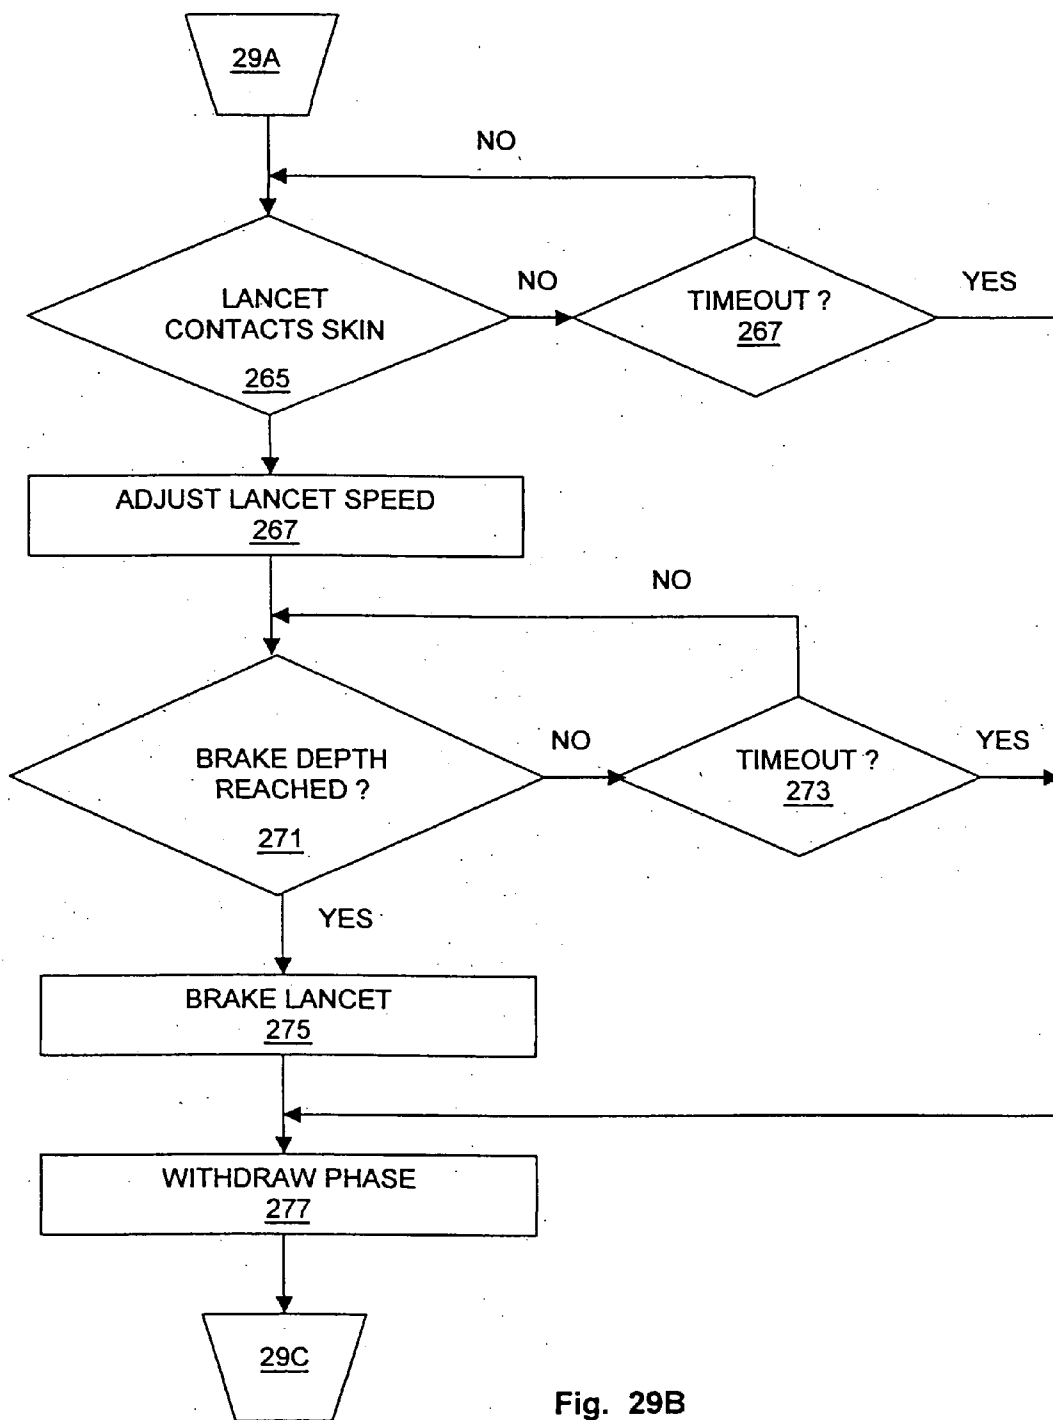 29A
NO
LANCET
CONTACTS SKIN
265
NO
TIMEOUT ?
267
YES
ADJUST LANCET SPEED
267
NO
BRAKE DEPTH
REACHED ?
271
NO
TIMEOUT ?
273
YES
YES
BRAKE LANCET
275
WITHDRAW PHASE
277
29C
Fig. 29B